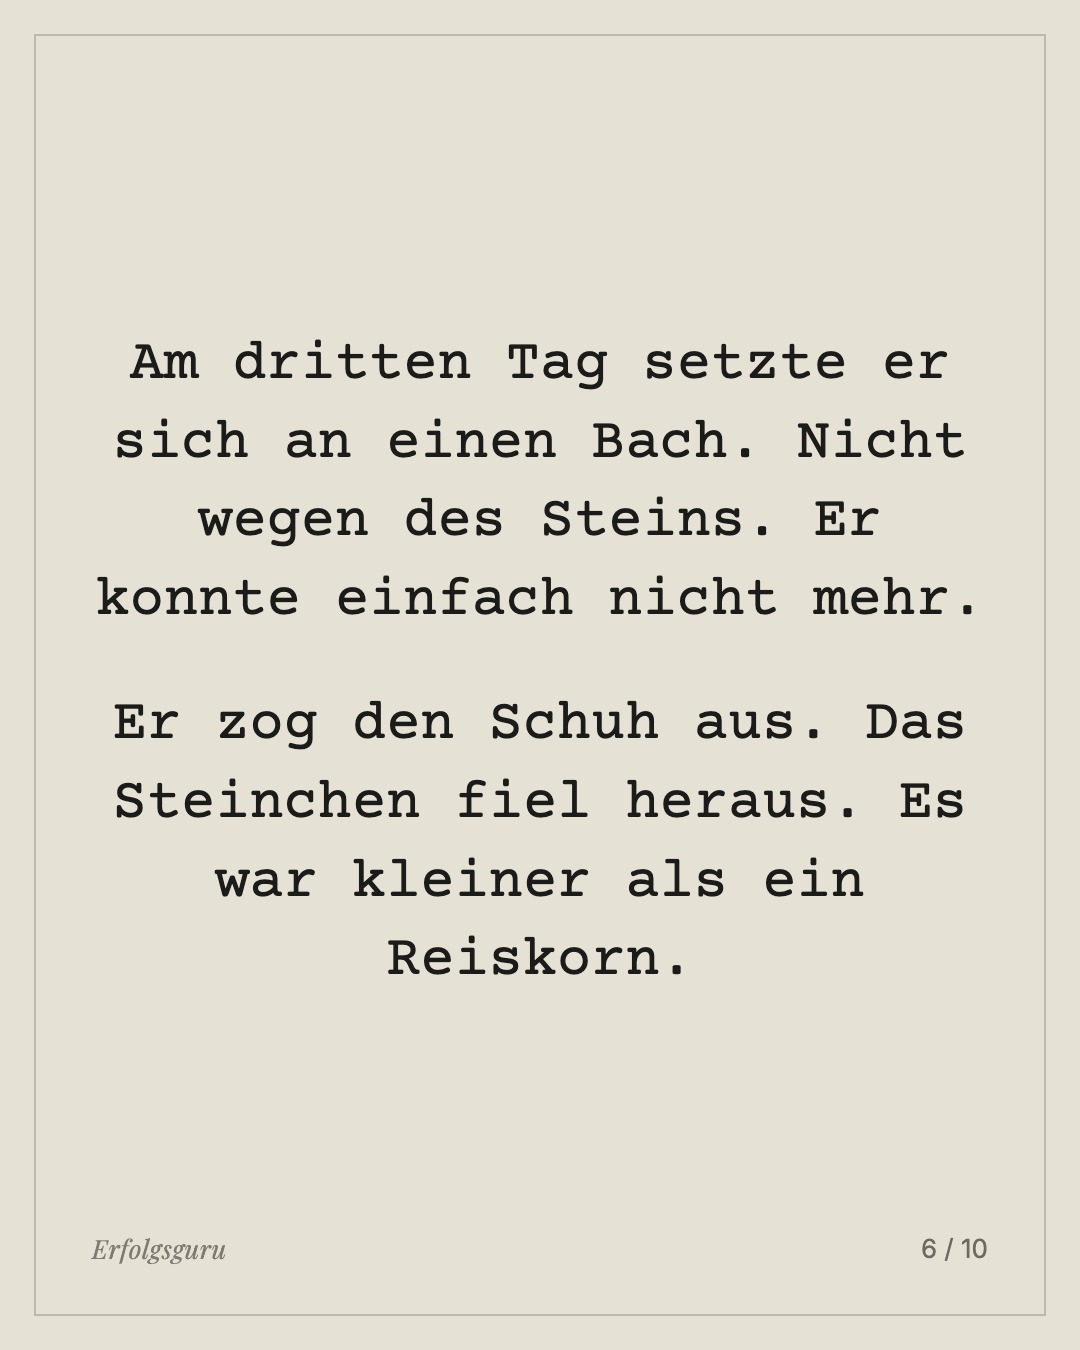 Am dritten Tag setzte er
sich an einen Bach. Nicht
wegen des Steins. Er
konnte einfach nicht mehr.
Er zog den Schuh aus. Das
Steinchen fiel heraus. Es
war kleiner als ein
Reiskorn.
Erfolgsguru
6 / 10